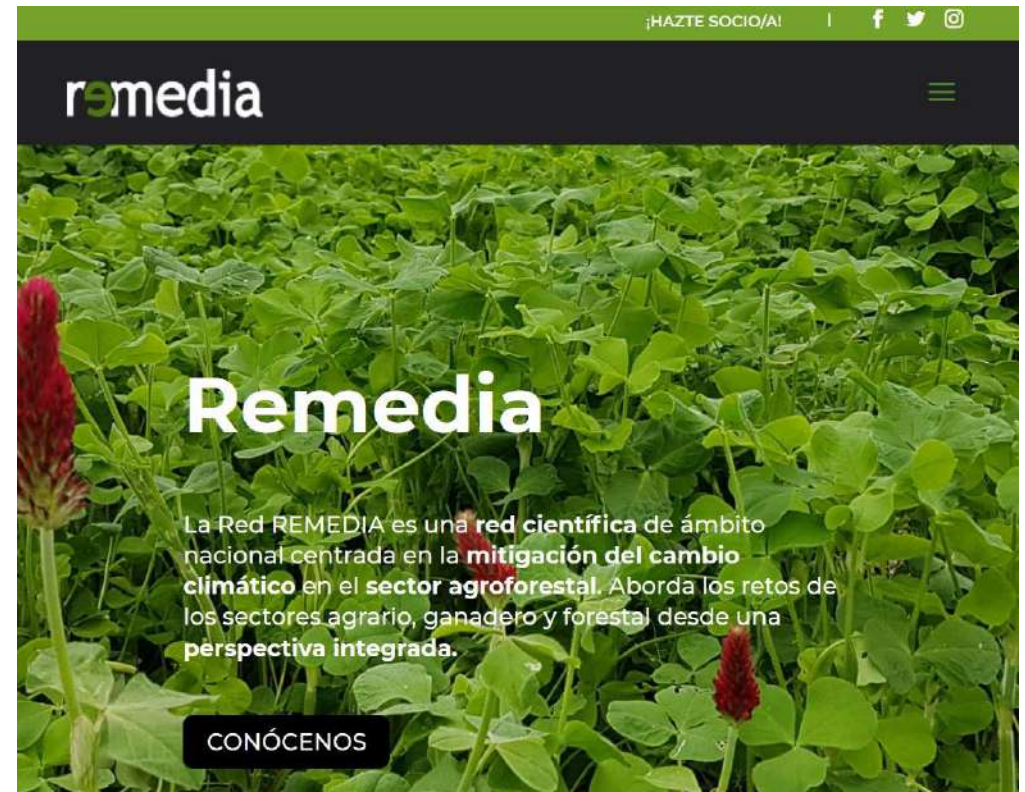 ¡HAZTE SOCIO/A! |
remedia
Remedia
La Red REMEDIA es una red científica de ámbito
nacional centrada en la mitigación del cambio
climático en el sector agroforestal. Aborda los retos de
los sectores agrario, ganadero y forestal desde una
perspectiva integrada.
CONÓCENOS